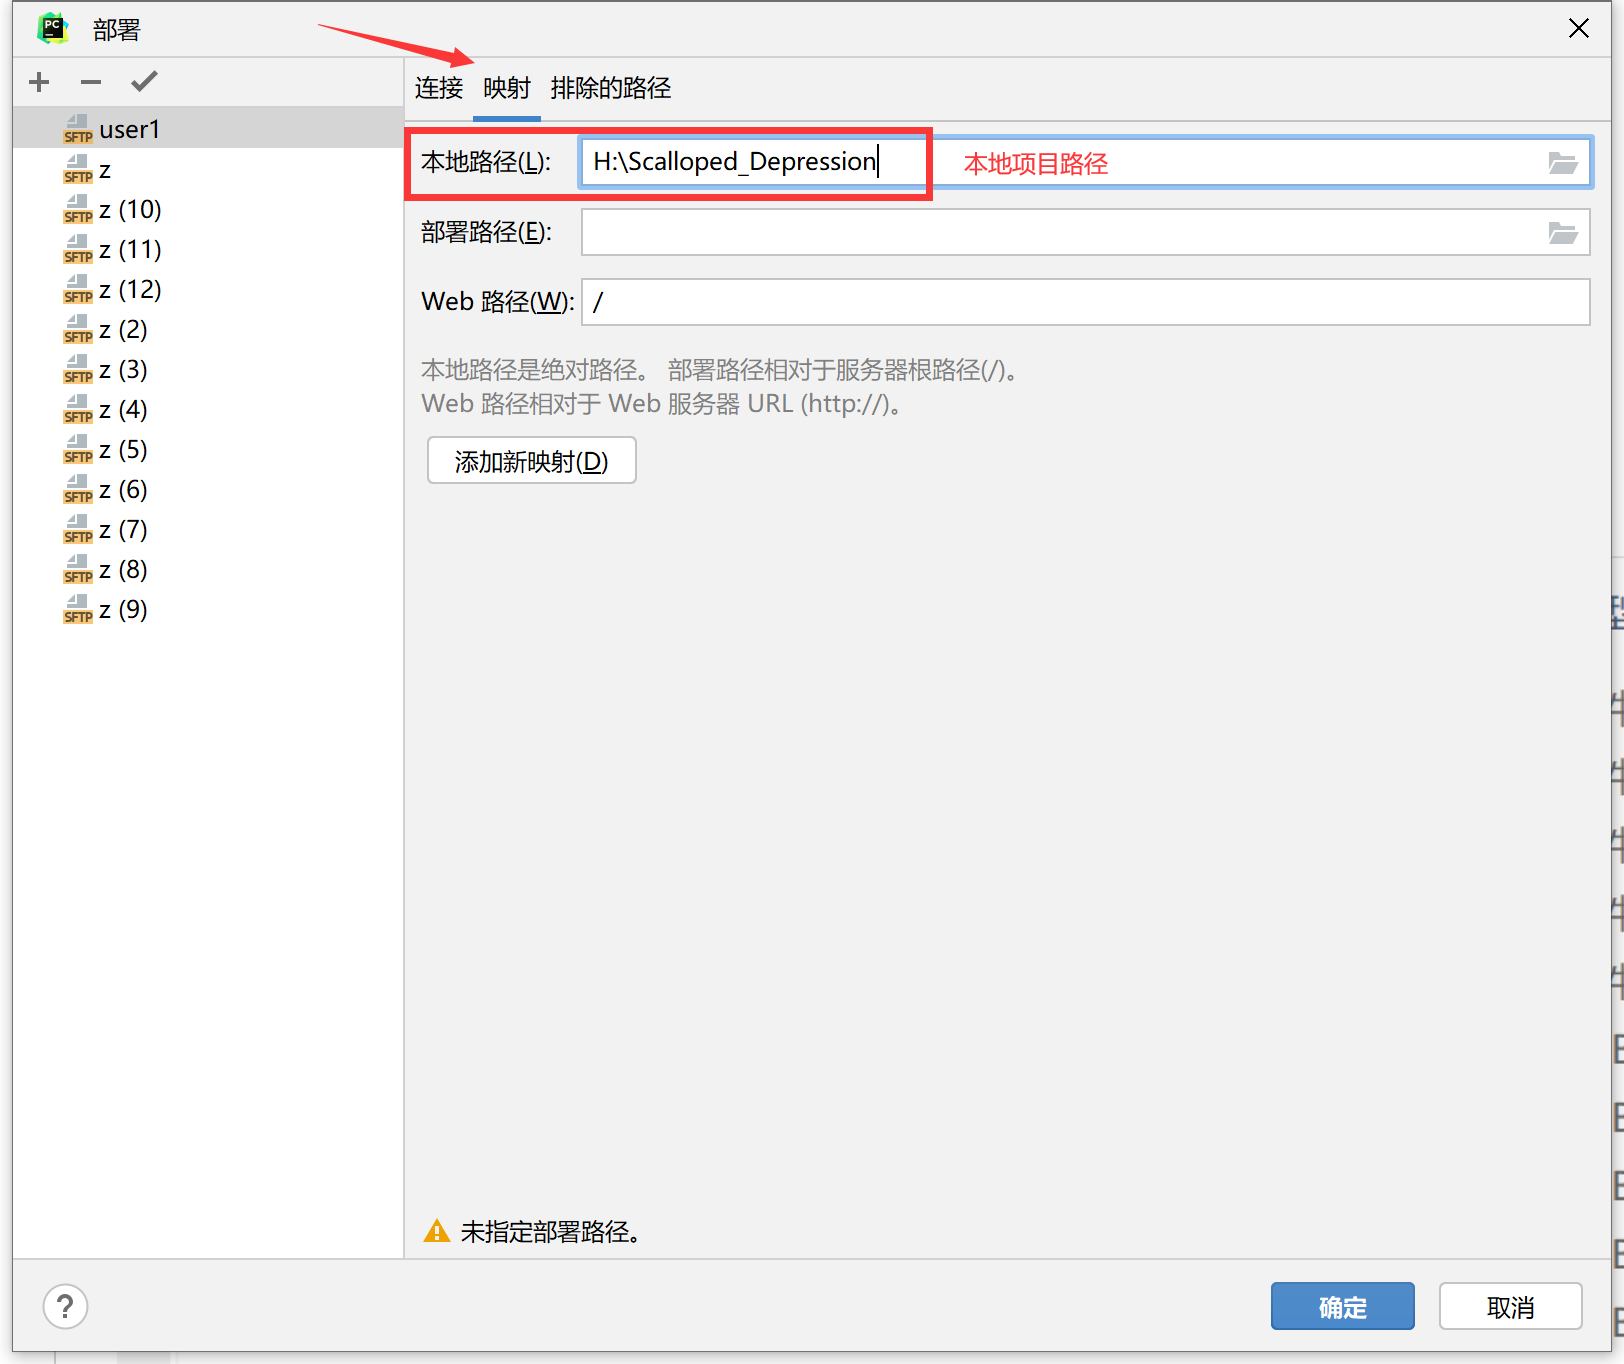 PC
部署
连接 映射 排除的路径
SFTP user1
SFTP z
SFTP z (10)
SFTP z (11)
SFTP z (12)
SFTP z (2)
SFTP z (3)
SFTP z (4)
SFTP z (5)
SFTP z (6)
SFTP z (7)
SFTP z (8)
SFTP z (9)
本地路径(L): H:\Scalloped_Depression 本地项目路径
部署路径(E):
Web 路径(W): /
本地路径是绝对路径。 部署路径相对于服务器根路径(/)。
Web 路径相对于 Web 服务器 URL (http://)。
添加新映射(D)
未指定部署路径。
? 确定 取消